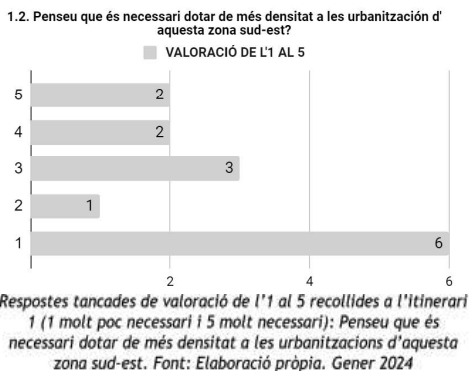 1.2. Penseu que és necessari dotar de més densitat a les urbanitzación d'
aquesta zona sud-est?
VALORACIÓ DE L'1 AL 5
5 2
4 2
3 3
2 1
1 6
2 4 6
Respostes tancades de valoració de l'1 al 5 recollides a l'itinerari
1 (1 molt poc necessari i 5 molt necessari): Penseu que és
necessari dotar de més densitat a les urbanitzacions d'aquesta
zona sud-est. Font: Elaboració pròpia. Gener 2024